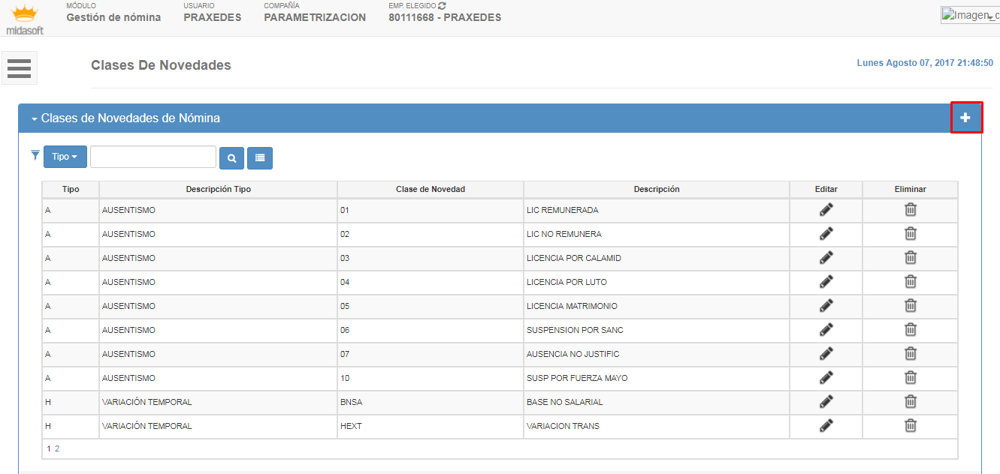 MÓDULO USUARIO COMPAÑÍA EMP. ELEGIDO
Gestión de nómina PRAXEDES PARAMETRIZACION 80111668 - PRAXEDES
midasoft
Imagen_c
Clases De Novedades
Lunes Agosto 07, 2017 21:48:50
Clases de Novedades de Nómina
Tipo
Tipo Descripción Tipo Clase de Novedad Descripción Editar Eliminar
A AUSENTISMO 01 LIC REMUNERADA
A AUSENTISMO 02 LIC NO REMUNERA
A AUSENTISMO 03 LICENCIA POR CALAMID
A AUSENTISMO 04 LICENCIA POR LUTO
A AUSENTISMO 05 LICENCIA MATRIMONIO
A AUSENTISMO 06 SUSPENSION POR SANC
A AUSENTISMO 07 AUSENCIA NO JUSTIFIC
A AUSENTISMO 10 SUSP POR FUERZA MAYO
H VARIACIÓN TEMPORAL BNSA BASE NO SALARIAL
H VARIACIÓN TEMPORAL HEXT VARIACION TRANS
1 2